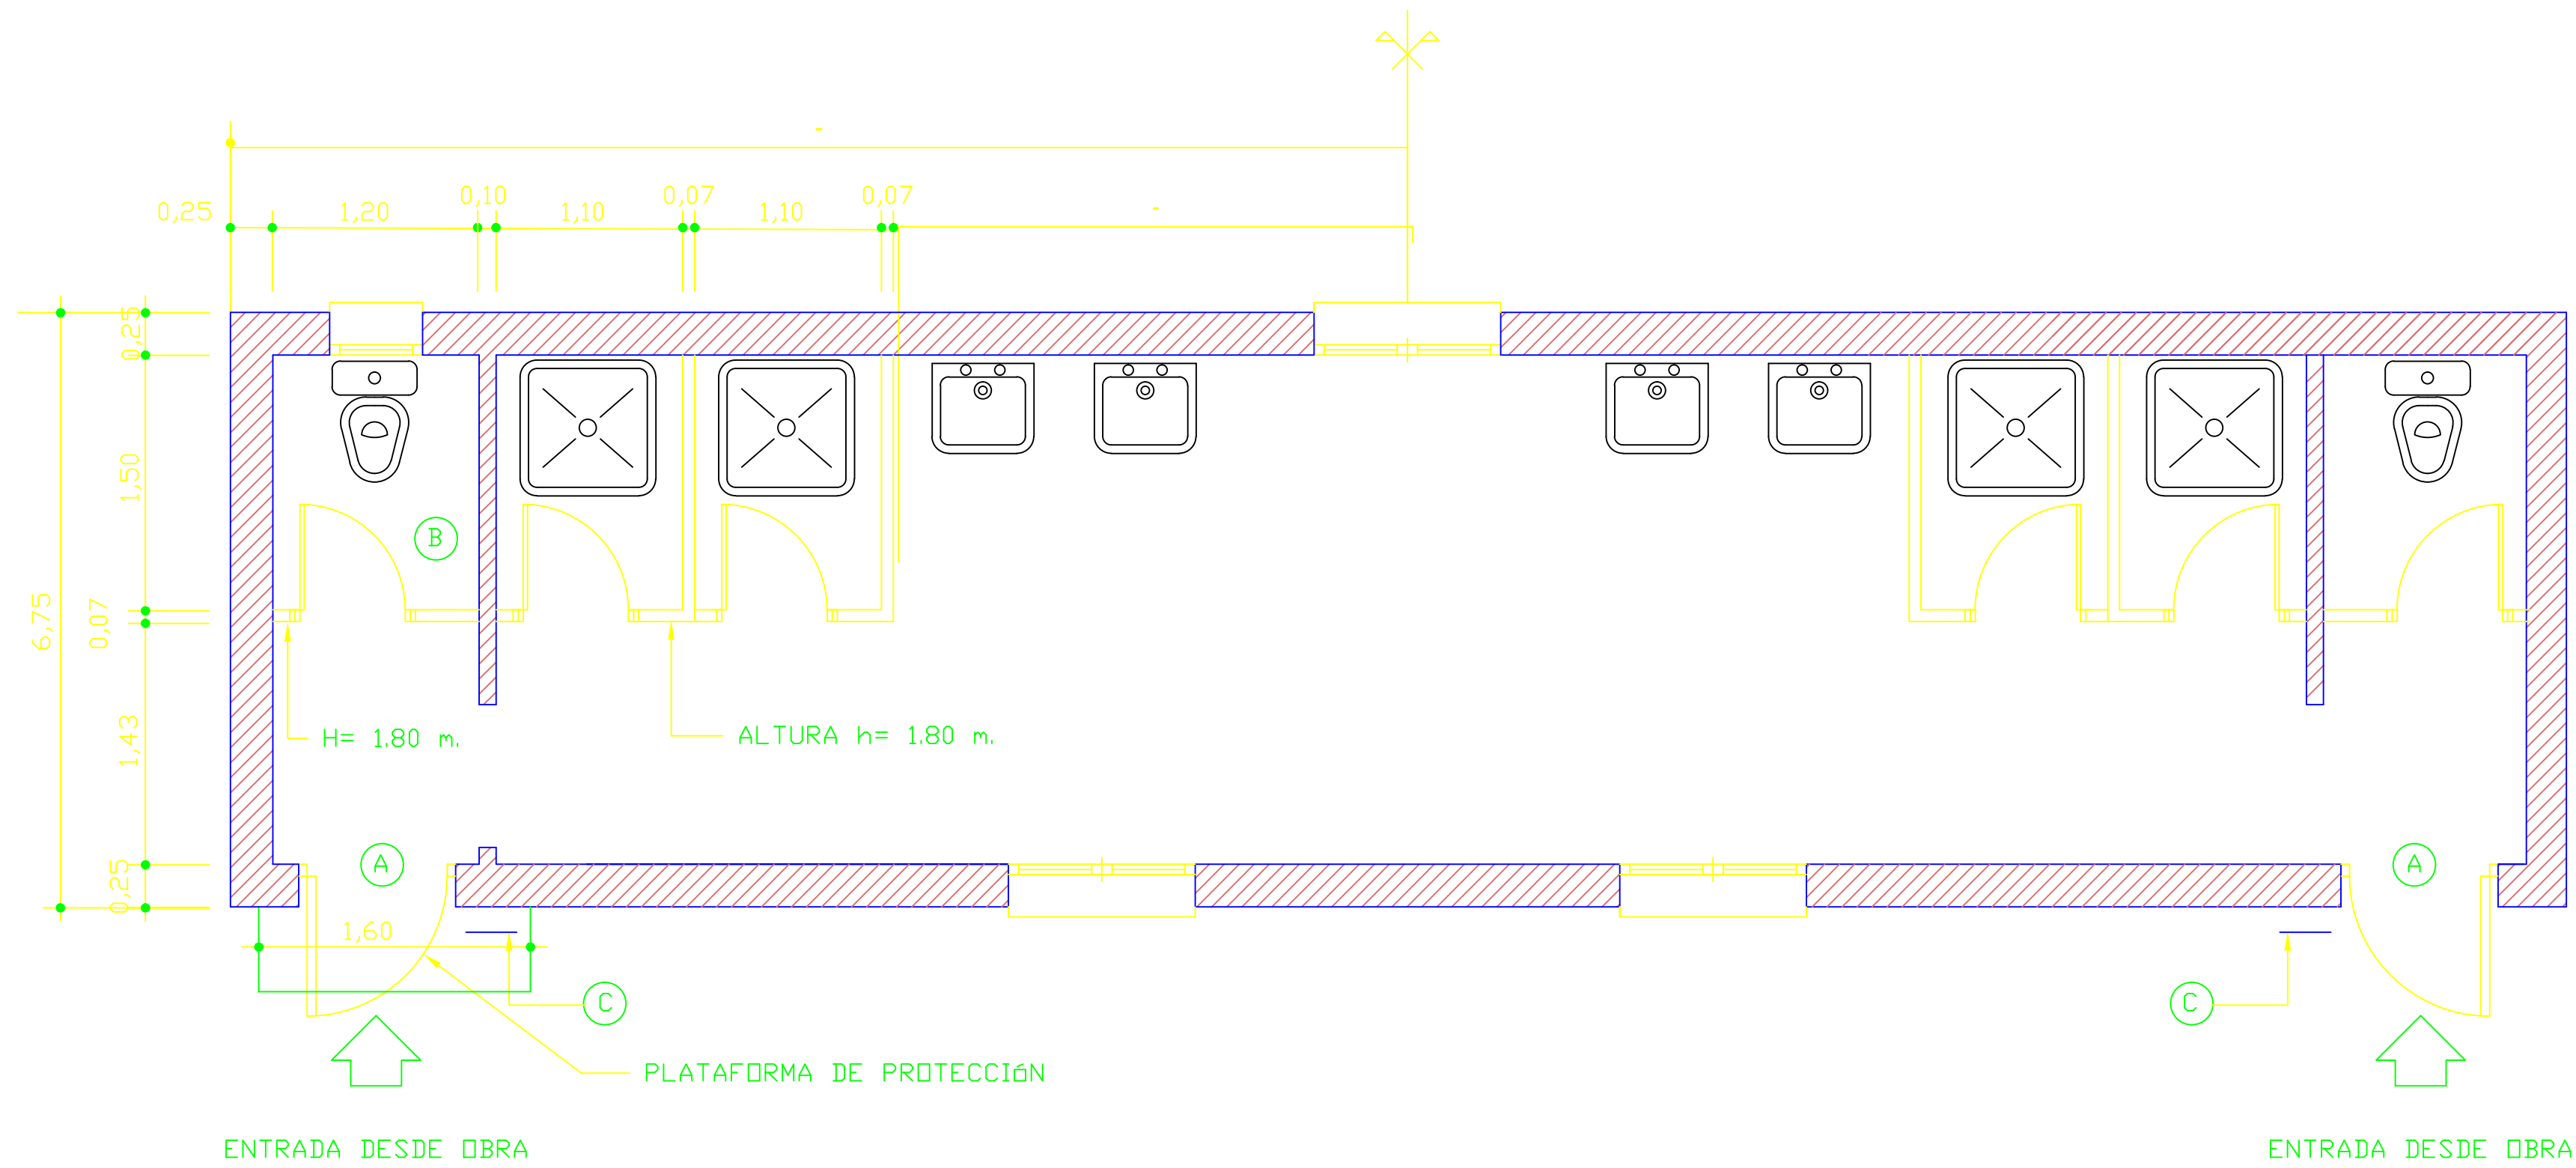 -
0,10
0,07
0,07
0,25
1,20
1,10
1,10
-
0,25
1,50
B
6,75
0,07
1,43
H= 1.80 m.
ALTURA h= 1.80 m.
0,25
A
A
1,60
C
C
PLATAFORMA DE PROTECCIóN
ENTRADA DESDE OBRA
ENTRADA DESDE OBRA